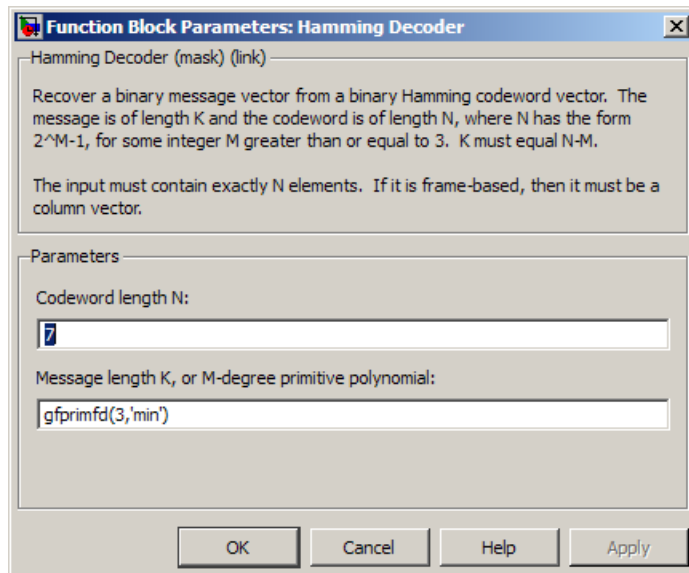 Function Block Parameters: Hamming Decoder
Hamming Decoder (mask) (link)
Recover a binary message vector from a binary Hamming codeword vector.  The
message is of length K and the codeword is of length N, where N has the form
2^M-1, for some integer M greater than or equal to 3.  K must equal N-M.
The input must contain exactly N elements.  If it is frame-based, then it must be a
column vector.
Parameters
Codeword length N:
7
Message length K, or M-degree primitive polynomial:
gfprimfd(3,'min')
OK Cancel Help Apply